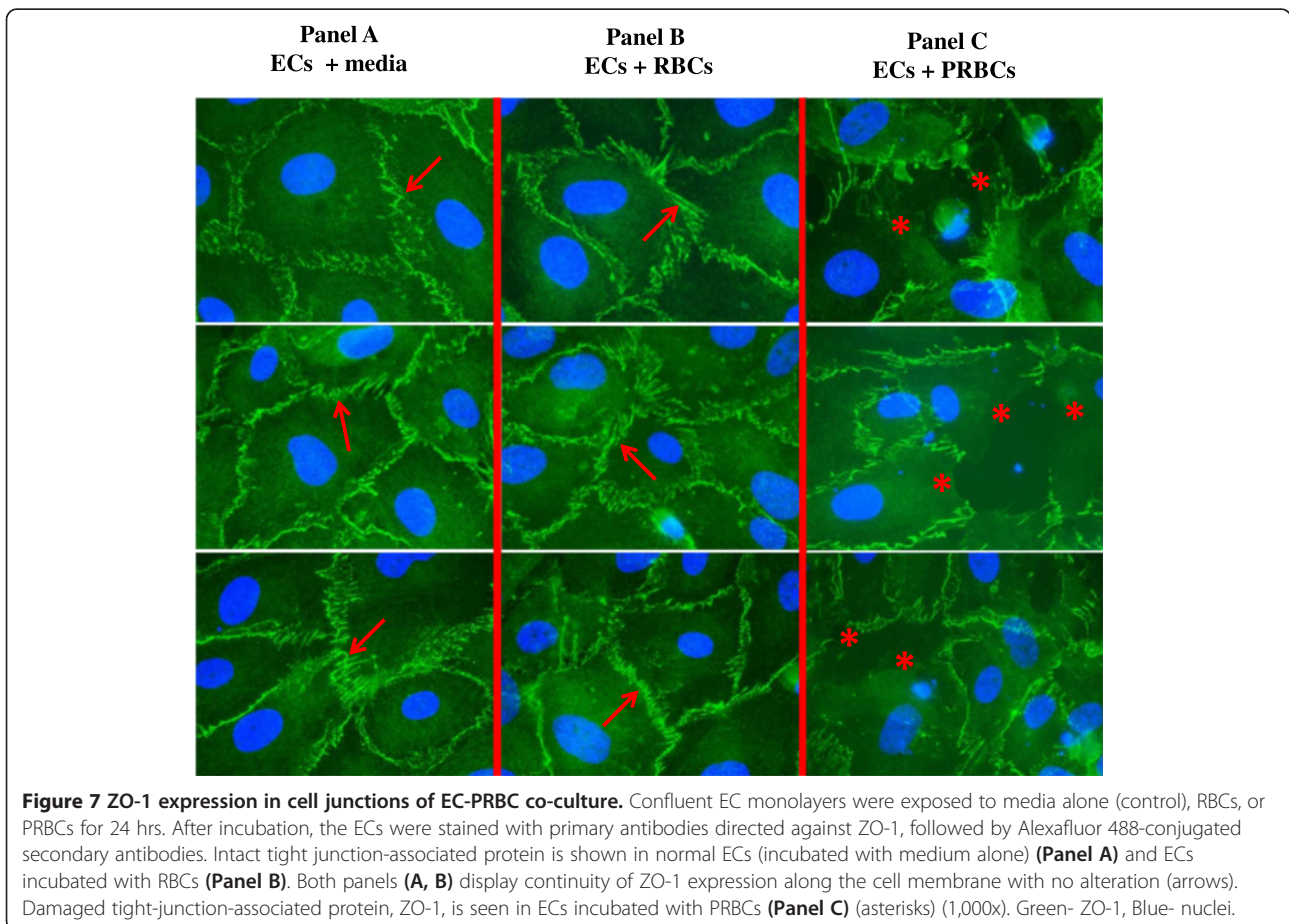 Panel A
ECs + media
Panel B
ECs + RBCs
Panel C
ECs + PRBCs
Figure 7 ZO-1 expression in cell junctions of EC-PRBC co-culture. Confluent EC monolayers were exposed to media alone (control), RBCs, or
PRBCs for 24 hrs. After incubation, the ECs were stained with primary antibodies directed against ZO-1, followed by Alexafluor 488-conjugated
secondary antibodies. Intact tight junction-associated protein is shown in normal ECs (incubated with medium alone) (Panel A) and ECs
incubated with RBCs (Panel B). Both panels (A, B) display continuity of ZO-1 expression along the cell membrane with no alteration (arrows).
Damaged tight-junction-associated protein, ZO-1, is seen in ECs incubated with PRBCs (Panel C) (asterisks) (1,000x). Green- ZO-1, Blue- nuclei.